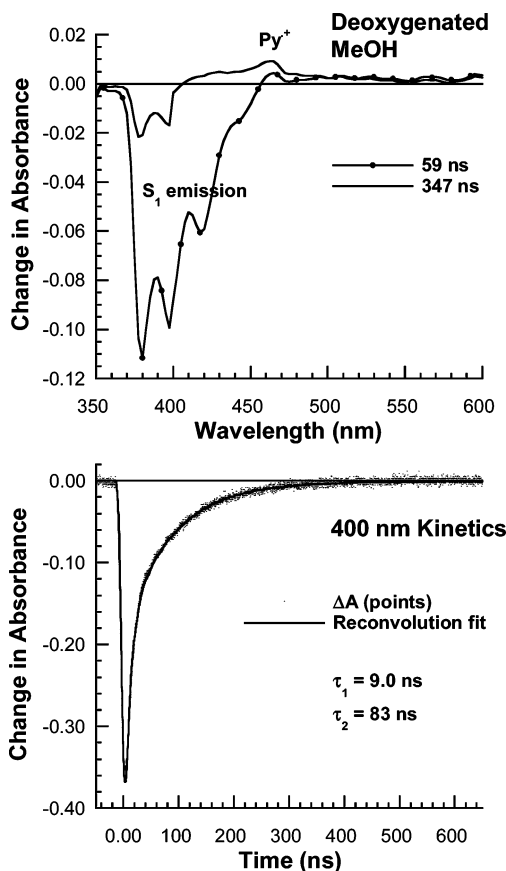 Deoxygenated
MeOH
Py·+
S1 emission
59 ns
347 ns
Change in Absorbance
0.02
0.00
-0.02
-0.04
-0.06
-0.08
-0.10
-0.12
350 400 450 500 550 600
Wavelength (nm)
400 nm Kinetics
ΔA (points)
Reconvolution fit
τ1 = 9.0 ns
τ2 = 83 ns
Change in Absorbance
0.00
-0.10
-0.20
-0.30
-0.40
0.00 100 200 300 400 500 600
Time (ns)